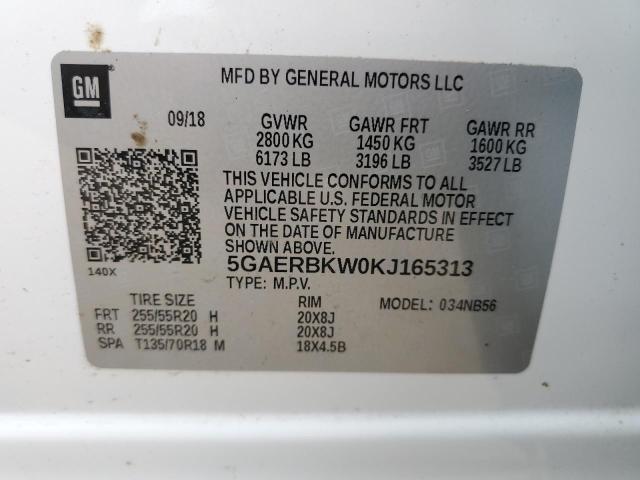 GM
MFD BY GENERAL MOTORS LLC
09/18 GVWR GAWR FRT GAWR RR
2800 KG 1450 KG 1600 KG
6173 LB 3196 LB 3527 LB
THIS VEHICLE CONFORMS TO ALL
APPLICABLE U.S. FEDERAL MOTOR
VEHICLE SAFETY STANDARDS IN EFFECT
ON THE DATE OF MANUFACTURE
SHOWN ABOVE.
140X 5GAERBKW0KJ165313
TYPE: M.P.V.
TIRE SIZE RIM MODEL: 034NB56
FRT 255/55R20 H 20X8J
RR 255/55R20 H 20X8J
SPA T135/70R18 M 18X4.5B